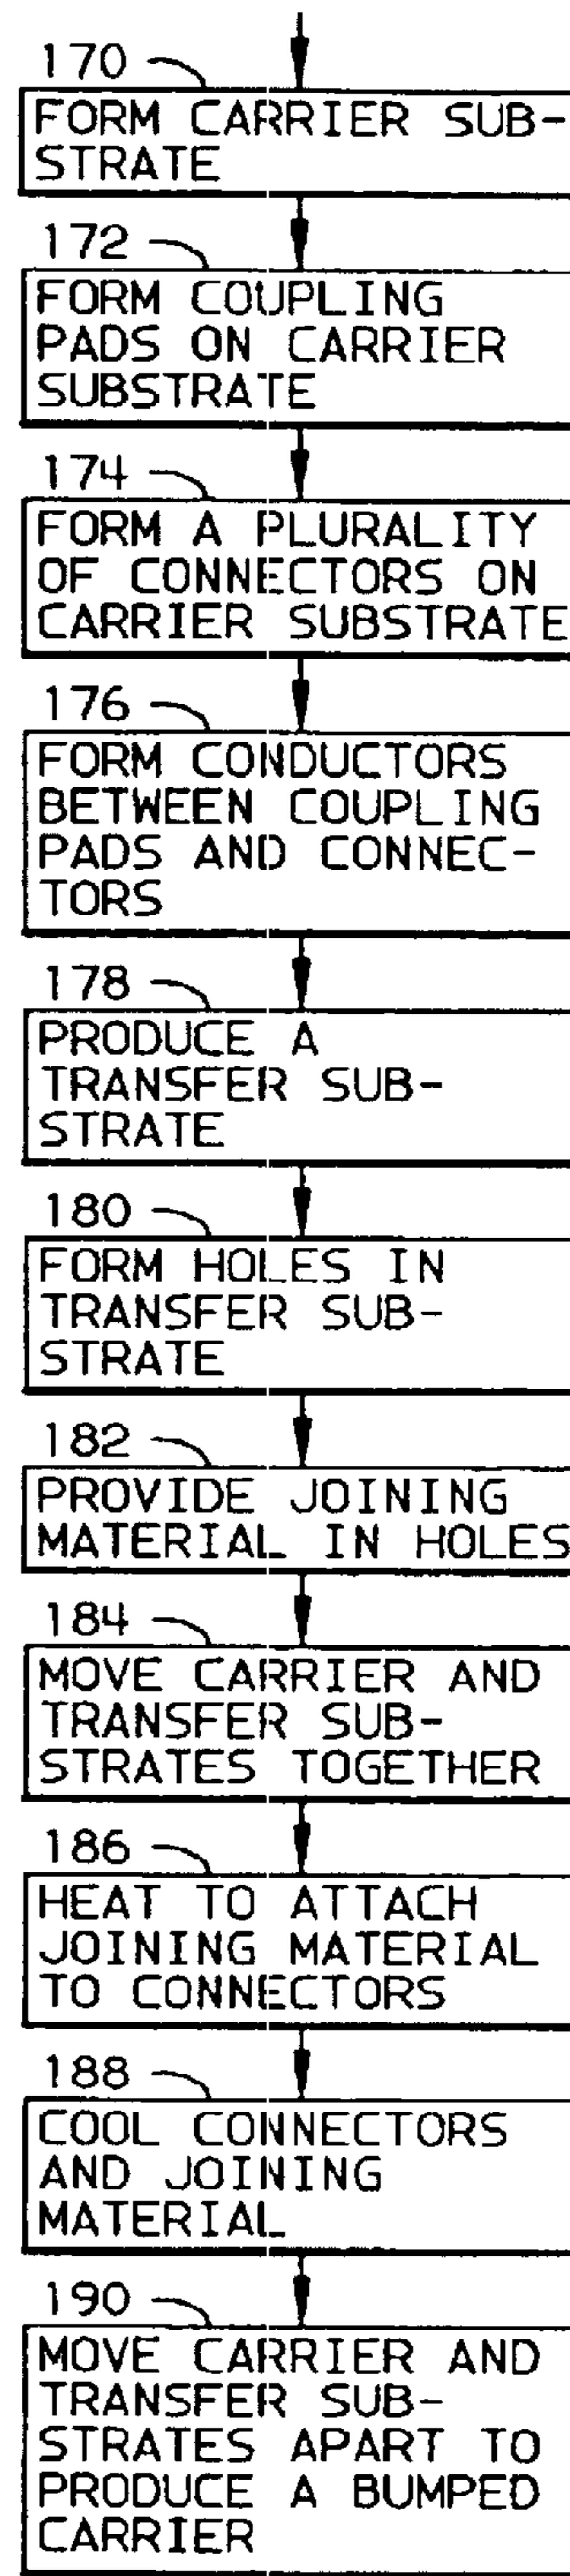 170
FORM CARRIER SUB-
STRATE
172
FORM COUPLING
PADS ON CARRIER
SUBSTRATE
174
FORM A PLURALITY
OF CONNECTORS ON
CARRIER SUBSTRATE
176
FORM CONDUCTORS
BETWEEN COUPLING
PADS AND CONNEC-
TORS
178
PRODUCE A
TRANSFER SUB-
STRATE
180
FORM HOLES IN
TRANSFER SUB-
STRATE
182
PROVIDE JOINING
MATERIAL IN HOLES
184
MOVE CARRIER AND
TRANSFER SUB-
STRATES TOGETHER
186
HEAT TO ATTACH
JOINING MATERIAL
TO CONNECTORS
188
COOL CONNECTORS
AND JOINING
MATERIAL
190
MOVE CARRIER AND
TRANSFER SUB-
STRATES APART TO
PRODUCE A BUMPED
CARRIER